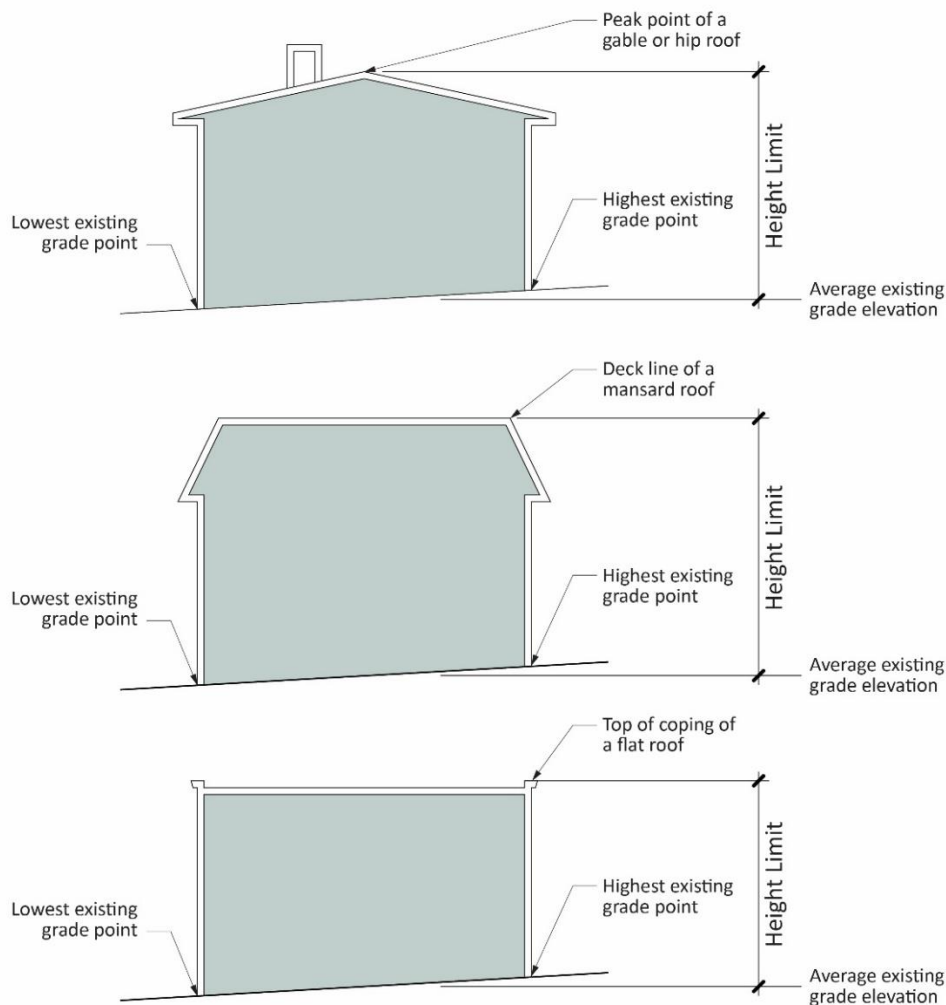 Peak point of a
gable or hip roof
Height Limit
Lowest existing
grade point
Highest existing
grade point
Average existing
grade elevation
Deck line of a
mansard roof
Height Limit
Lowest existing
grade point
Highest existing
grade point
Average existing
grade elevation
Top of coping of
a flat roof
Height Limit
Lowest existing
grade point
Highest existing
grade point
Average existing
grade elevation